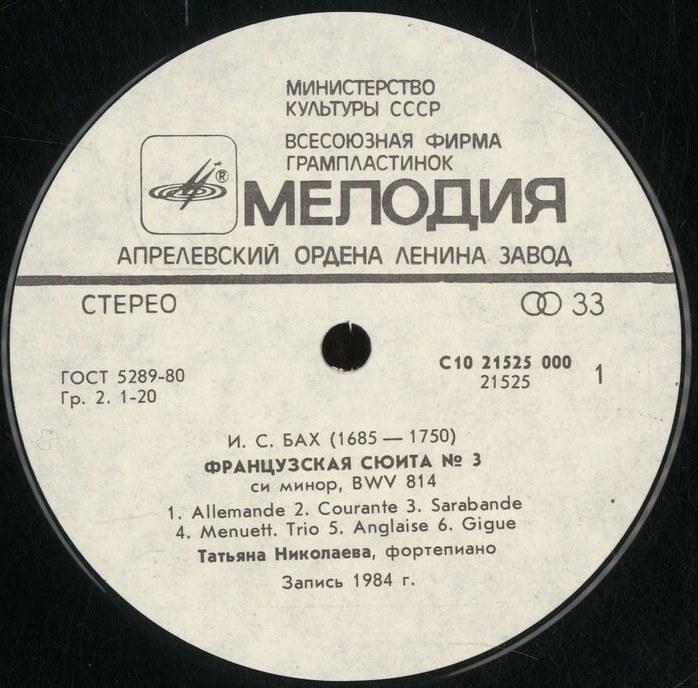 МИНИСТЕРСТВО
КУЛЬТУРЫ СССР
ВСЕСОЮЗНАЯ ФИРМА
ГРАМПЛАСТИНОК
®
МЕЛОДИЯ
АПРЕЛЕВСКИЙ ОРДЕНА ЛЕНИНА ЗАВОД
СТЕРЕО
33
ГОСТ 5289-80
Гр. 2. 1-20
С10 21525 000
21525
1
И. С. БАХ (1685 — 1750)
ФРАНЦУЗСКАЯ СЮИТА № 3
си минор, BWV 814
1. Allemande 2. Courante 3. Sarabande
4. Menuett. Trio 5. Anglaise 6. Gigue
Татьяна Николаева, фортепиано
Запись 1984 г.